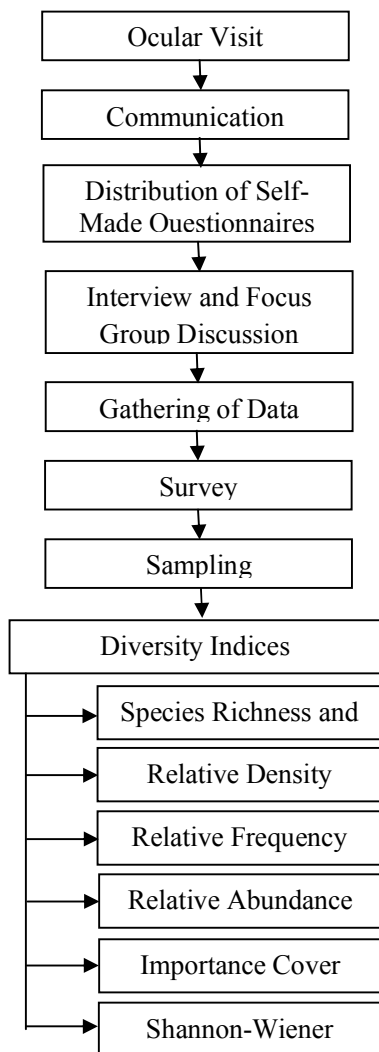 Ocular Visit
Communication
Distribution of Self-
Made Questionnaires
Interview and Focus
Group Discussion
Gathering of Data
Survey
Sampling
Diversity Indices
Species Richness and
Relative Density
Relative Frequency
Relative Abundance
Importance Cover
Shannon-Wiener